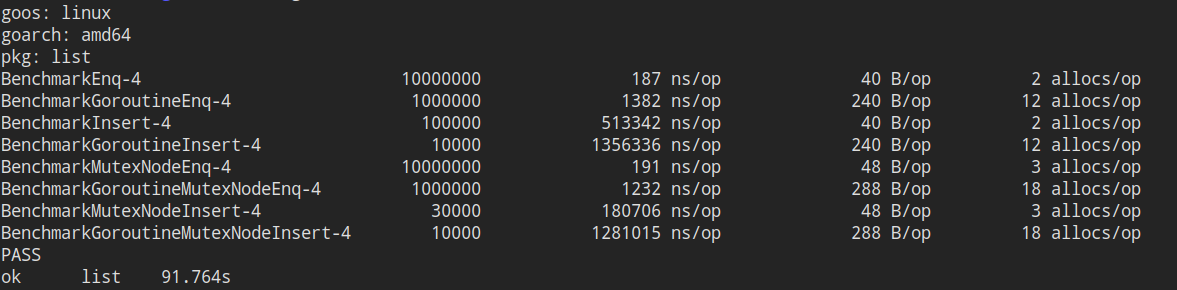 goos: linux
goarch: amd64
pkg: list
BenchmarkEnq-4 10000000 187 ns/op 40 B/op 2 allocs/op
BenchmarkGoroutineEnq-4 1000000 1382 ns/op 240 B/op 12 allocs/op
BenchmarkInsert-4 100000 513342 ns/op 40 B/op 2 allocs/op
BenchmarkGoroutineInsert-4 10000 1356336 ns/op 240 B/op 12 allocs/op
BenchmarkMutexNodeEnq-4 10000000 191 ns/op 48 B/op 3 allocs/op
BenchmarkGoroutineMutexNodeEnq-4 1000000 1232 ns/op 288 B/op 18 allocs/op
BenchmarkMutexNodeInsert-4 30000 180706 ns/op 48 B/op 3 allocs/op
BenchmarkGoroutineMutexNodeInsert-4 10000 1281015 ns/op 288 B/op 18 allocs/op
PASS
ok list 91.764s